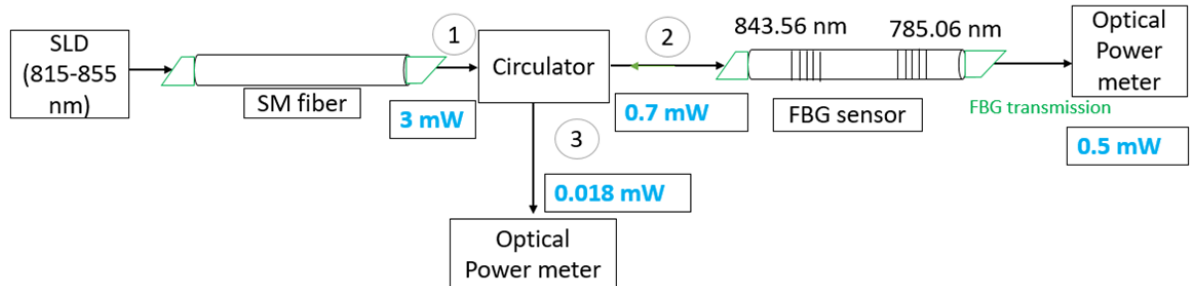 SLD
(815-855
nm)
SM fiber
1
3 mW
Circulator
2
0.7 mW
3
0.018 mW
Optical
Power meter
843.56 nm
785.06 nm
FBG sensor
FBG transmission
Optical
Power
meter
0.5 mW